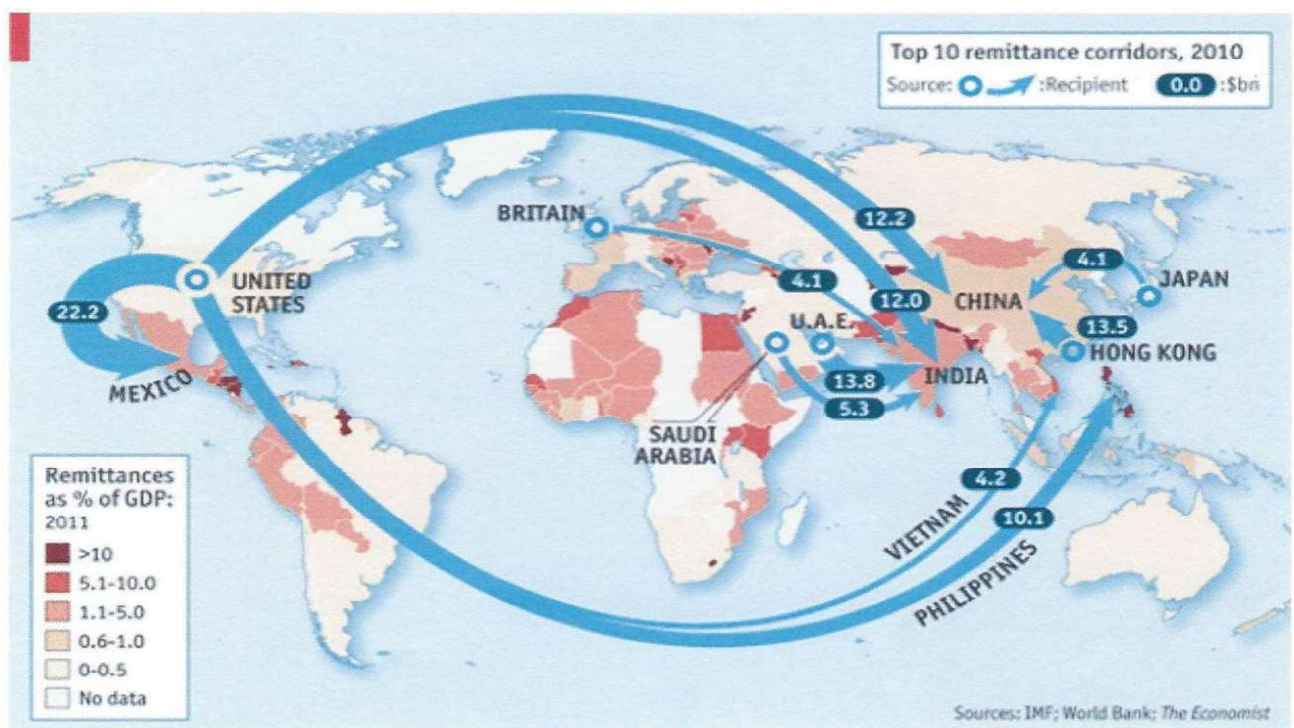 Top 10 remittance corridors, 2010
Source: :Recipient 0.0 :$bn
BRITAIN
12.2
UNITED
STATES
4.1
4.1
JAPAN
22.2
12.0
CHINA
U.A.E.
13.5
HONG KONG
MEXICO
13.8
INDIA
5.3
SAUDI
ARABIA
4.2
VIETNAM
10.1
PHILIPPINES
Remittances
as % of GDP:
2011
>10
5.1-10.0
1.1-5.0
0.6-1.0
0-0.5
No data
Sources: IMF; World Bank; The Economist